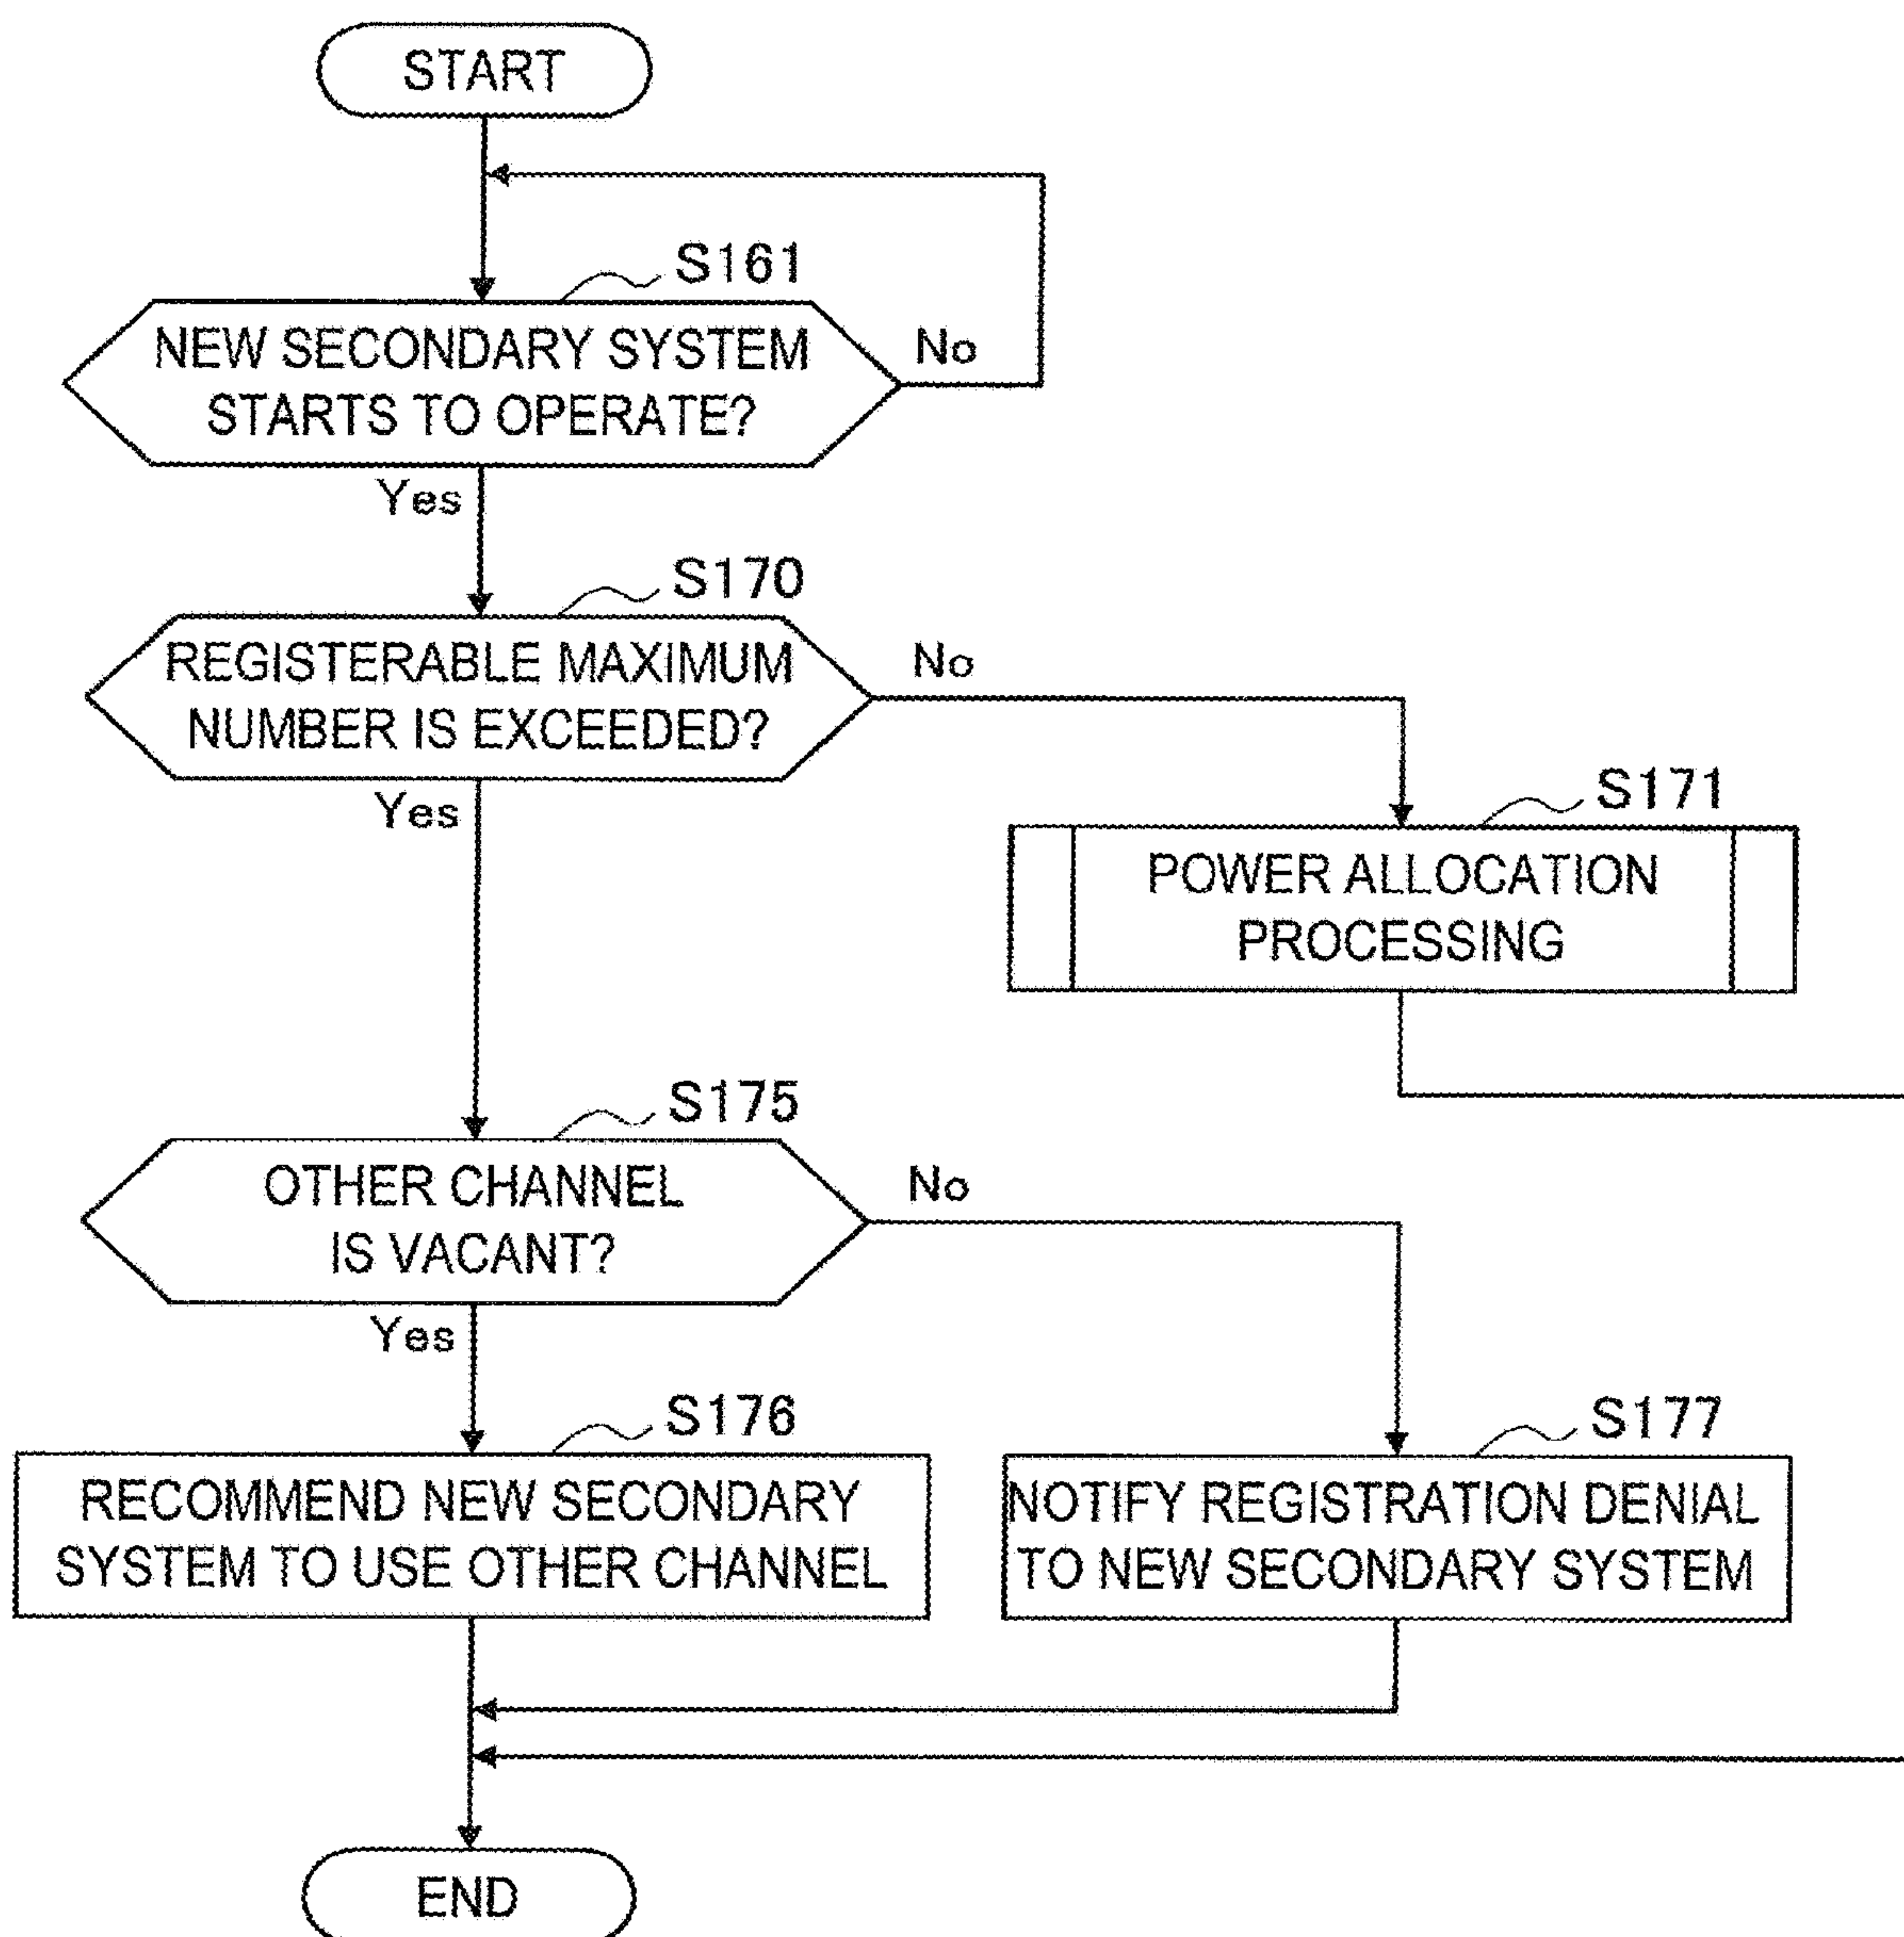 START
S161
NEW SECONDARY SYSTEM
STARTS TO OPERATE?
No
Yes
S170
REGISTERABLE MAXIMUM
NUMBER IS EXCEEDED?
No
Yes
S171
POWER ALLOCATION
PROCESSING
S175
OTHER CHANNEL
IS VACANT?
No
Yes
S176
RECOMMEND NEW SECONDARY
SYSTEM TO USE OTHER CHANNEL
S177
NOTIFY REGISTRATION DENIAL
TO NEW SECONDARY SYSTEM
END